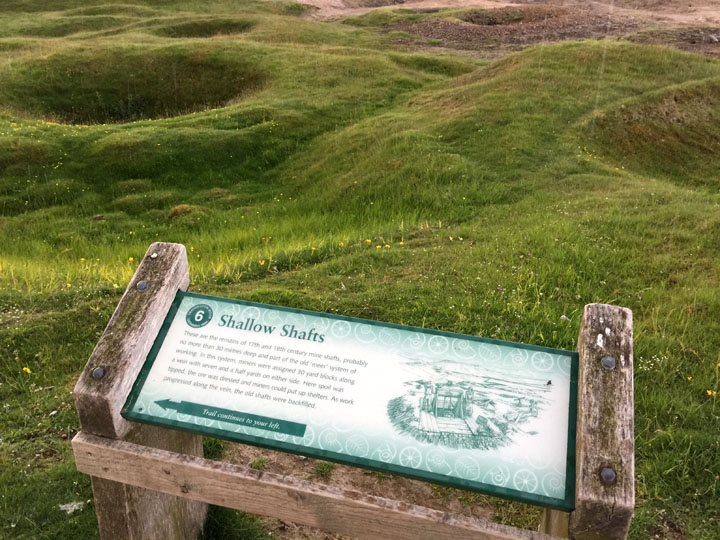 6
Shallow Shafts
These are the remains of 17th and 18th century mine shafts, probably
no more than 30 metres deep and part of the old 'meer' system of
working. In this system, miners were assigned 30 yard blocks along
a vein with seven and a half yards on either side. Here spoil was
tipped, the ore was dressed and miners could put up shelters. As work
progressed along the vein, the old shafts were backfilled.
Trail continues to your left.